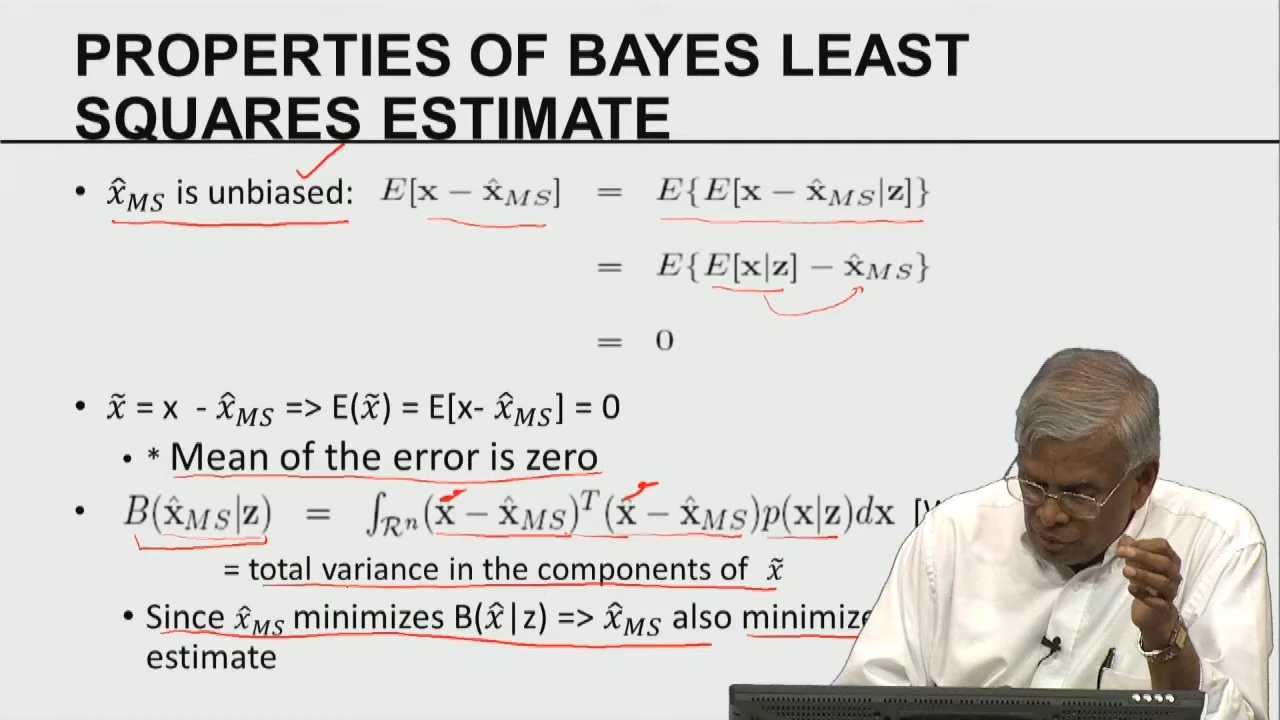 PROPERTIES OF BAYES LEAST
SQUARES ESTIMATE
• x̂_MS is unbiased: E[x − x̂_MS] = E{E[x − x̂_MS|z]}
= E{E[x|z] − x̂_MS}
= 0
• x̃ = x - x̂_MS => E(x̃) = E[x- x̂_MS] = 0
• * Mean of the error is zero
• B(x̂_MS|z) = ∫_{R^n}(x − x̂_MS)^T(x − x̂_MS)p(x|z)dx
= total variance in the components of x̃
• Since x̂_MS minimizes B(x̂|z) => x̂_MS also
estimate